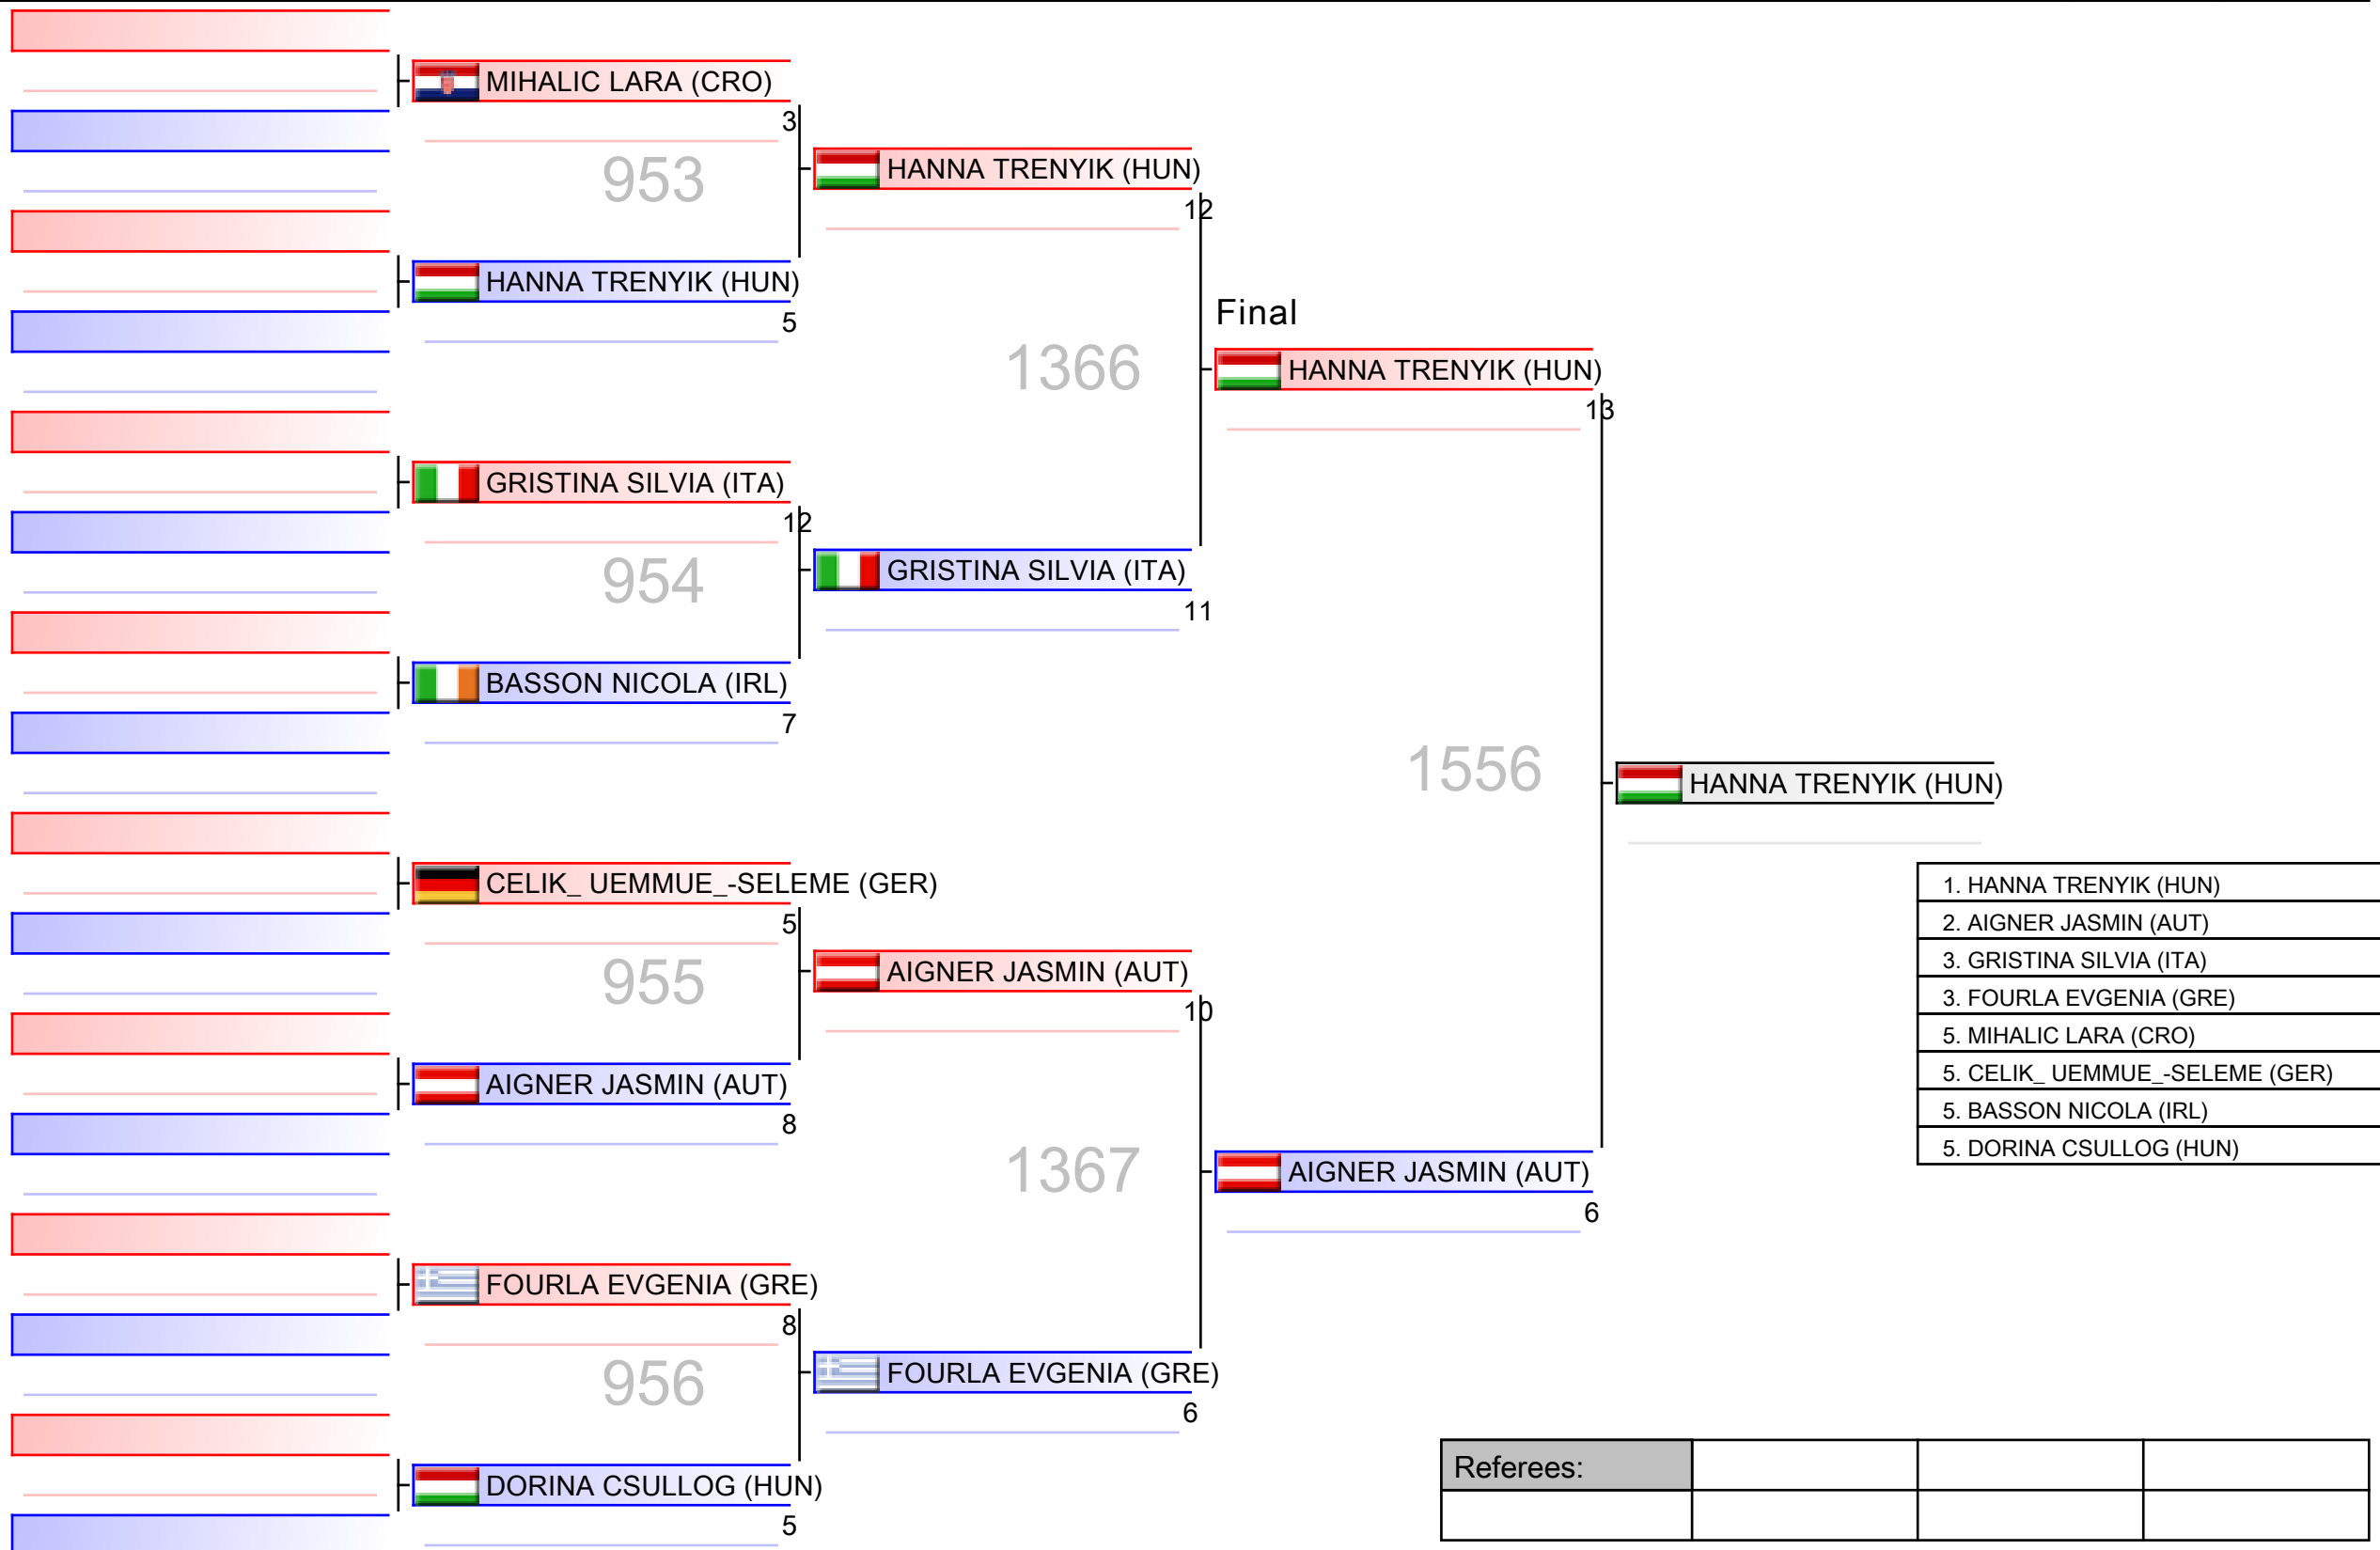 MIHALIC LARA (CRO)
3
953
HANNA TRENYIK (HUN)
5
GRISTINA SILVIA (ITA)
12
954
BASSON NICOLA (IRL)
7
CELIK_ UEMMUE_-SELEME (GER)
5
955
AIGNER JASMIN (AUT)
8
FOURLA EVGENIA (GRE)
8
956
DORINA CSULLOG (HUN)
5
HANNA TRENYIK (HUN)
12
1366
GRISTINA SILVIA (ITA)
11
AIGNER JASMIN (AUT)
10
1367
FOURLA EVGENIA (GRE)
6
Final
HANNA TRENYIK (HUN)
13
1556
AIGNER JASMIN (AUT)
6
HANNA TRENYIK (HUN)
1. HANNA TRENYIK (HUN)
2. AIGNER JASMIN (AUT)
3. GRISTINA SILVIA (ITA)
3. FOURLA EVGENIA (GRE)
5. MIHALIC LARA (CRO)
5. CELIK_ UEMMUE_-SELEME (GER)
5. BASSON NICOLA (IRL)
5. DORINA CSULLOG (HUN)
Referees: